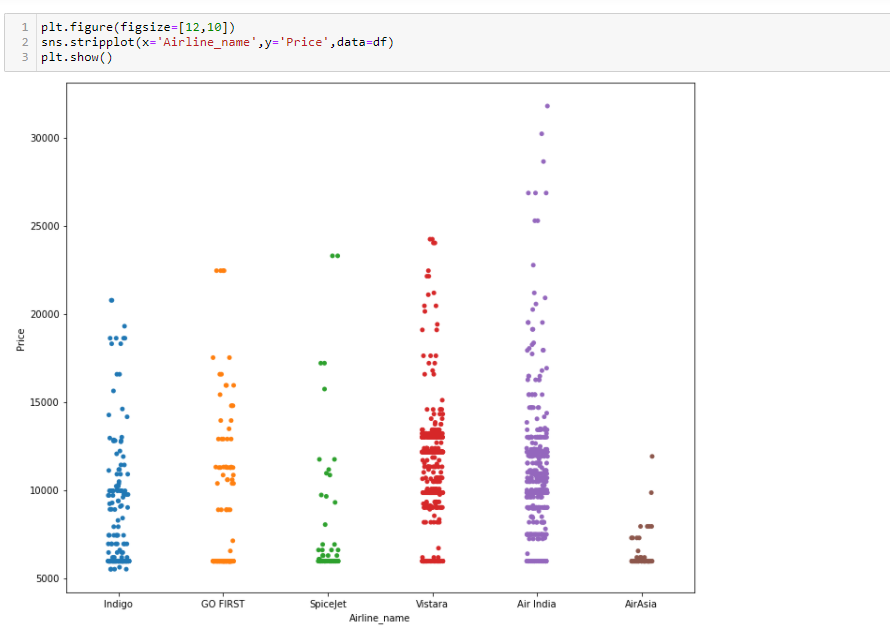 1 plt.figure(figsize=[12,10])
2 sns.stripplot(x='Airline_name',y='Price',data=df)
3 plt.show()
30000
25000
20000
15000
10000
5000
Price
Indigo GO FIRST SpiceJet Vistara Air India AirAsia
Airline_name